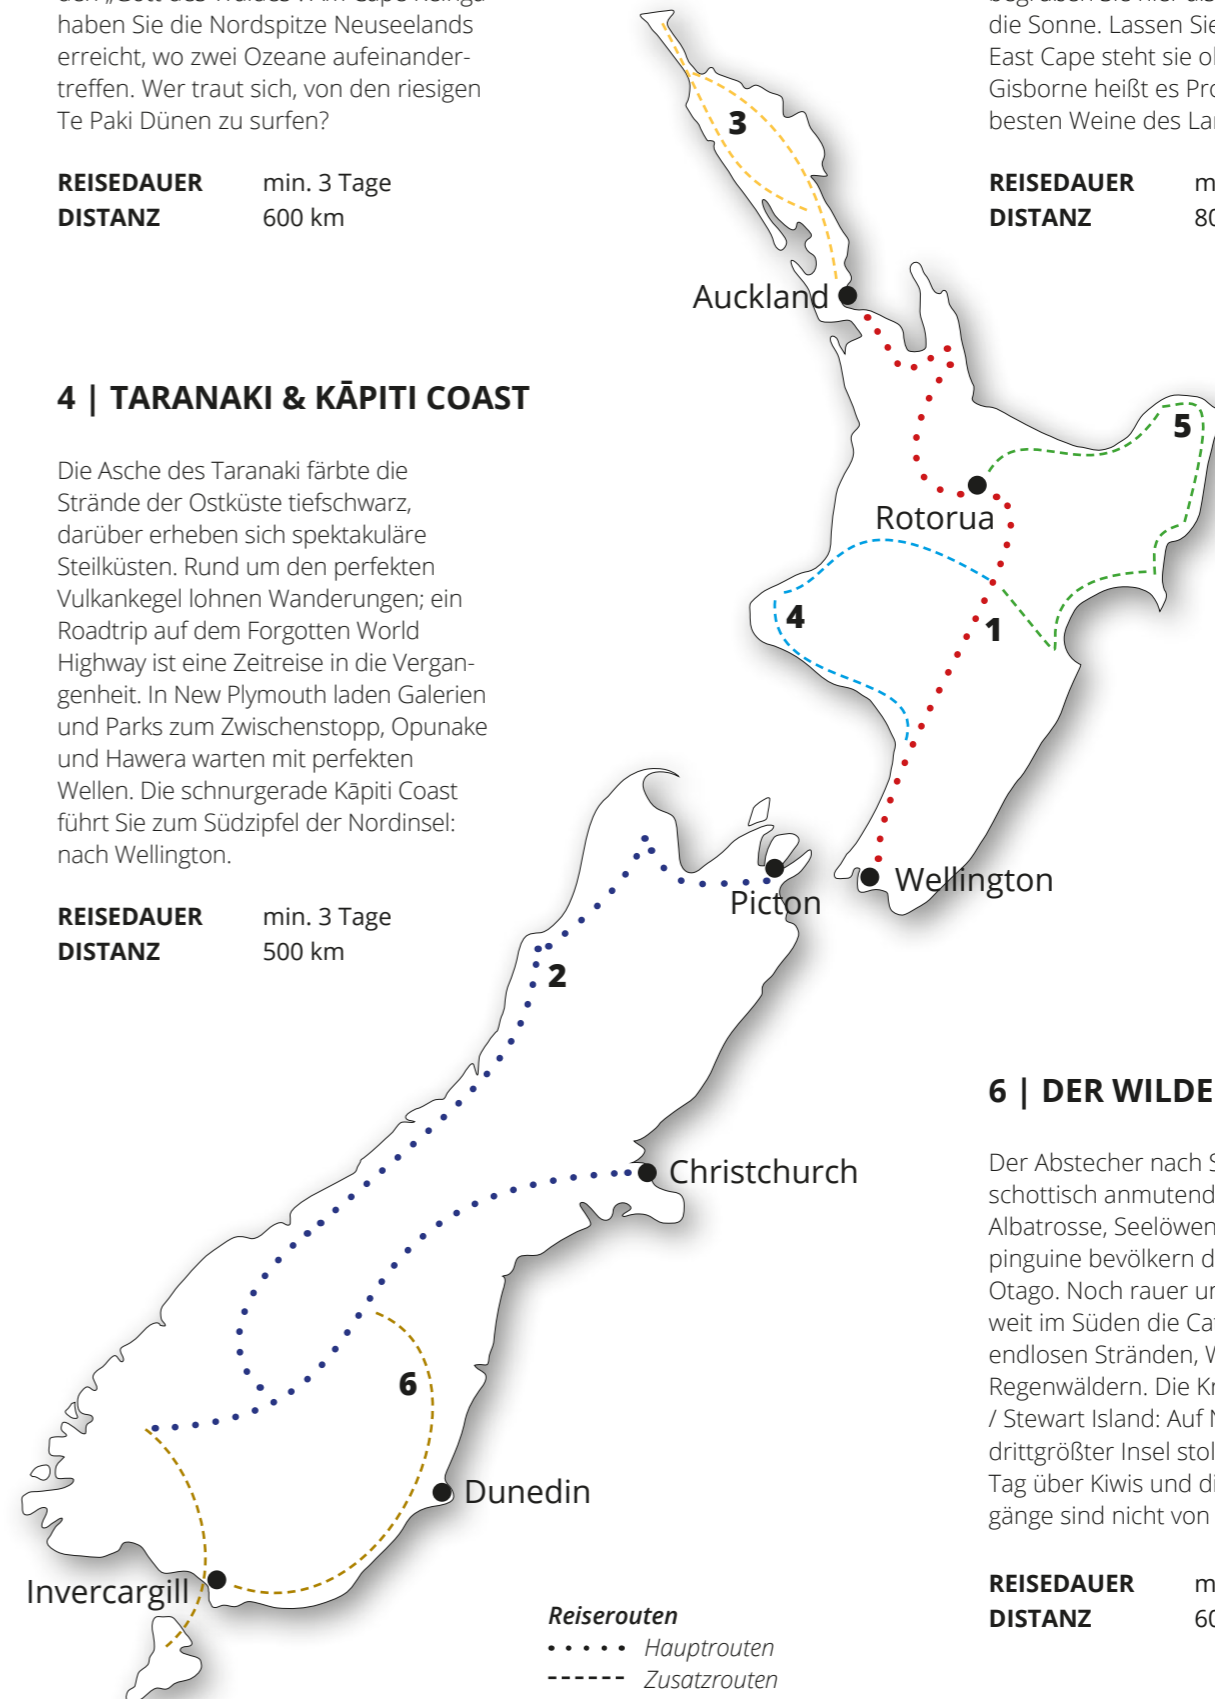 haben Sie die Nordspitze Neuseelands
erreicht, wo zwei Ozeane aufeinander-
treffen. Wer traut sich, von den riesigen
Te Paki Dünen zu surfen?
REISEDAUER min. 3 Tage
DISTANZ 600 km
4 | TARANAKI & KĀPITI COAST
Die Asche des Taranaki färbte die
Strände der Ostküste tiefschwarz,
darüber erheben sich spektakuläre
Steilküsten. Rund um den perfekten
Vulkankegel lohnen Wanderungen; ein
Roadtrip auf dem Forgotten World
Highway ist eine Zeitreise in die Vergan-
genheit. In New Plymouth laden Galerien
und Parks zum Zwischenstopp, Opunake
und Hawera warten mit perfekten
Wellen. Die schnurgerade Kāpiti Coast
führt Sie zum Südzipfel der Nordinsel:
nach Wellington.
REISEDAUER min. 3 Tage
DISTANZ 500 km
3
Auckland
5
Rotorua
4
1
Wellington
Picton
2
Christchurch
6
Dunedin
Invercargill
Reiserouten
Hauptrouten
Zusatzrouten
die Sonne. Lassen Sie
East Cape steht sie
Gisborne heißt es
besten Weine des
REISEDAUER
DISTANZ
6 | DER WILDE
Der Abstecher nach
schottisch anmutend
Albatrosse, Seelöwen
pinguine bevölkern
Otago. Noch rauer
weit im Süden die
endlosen Stränden,
Regenwäldern. Die
/ Stewart Island: Auf
drittgrößter Insel
Tag über Kiwis und
gänge sind nicht von
REISEDAUER
DISTANZ